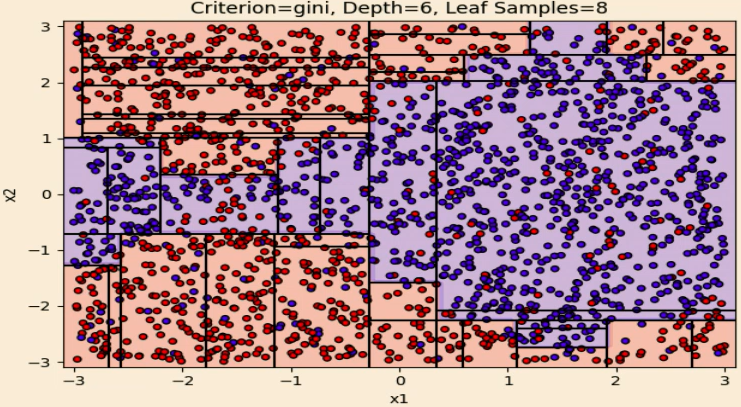 Criterion=gini, Depth=6, Leaf Samples=8
3
2
1
0
−1
−2
−3
x2
−3 −2 −1 0 1 2 3
x1